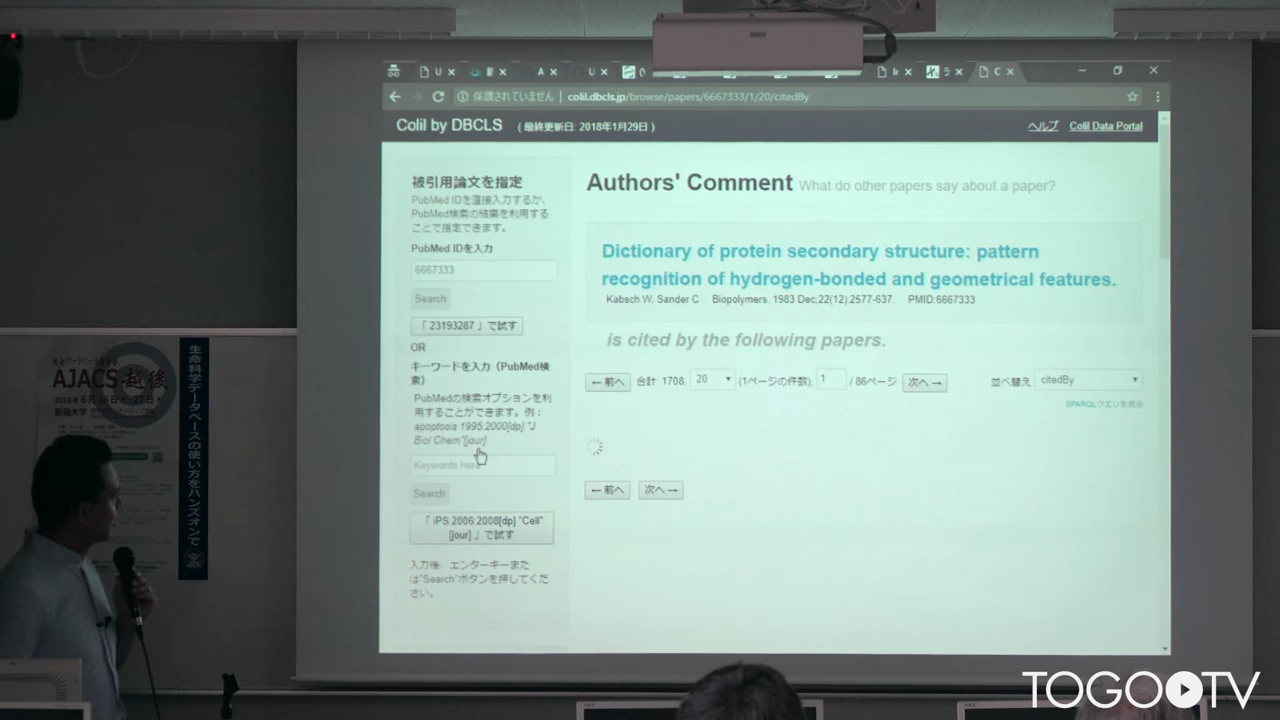 保護されていません colil.dbcls.jp/browse/papers/6667333/1/20/citedBy
Colil by DBCLS (最終更新日: 2018年1月29日)
ヘルプ Colil Data Portal
被引用論文を指定
PubMed IDを直接入力するか、
PubMed検索の結果を利用する
ことで指定できます。
PubMed IDを入力
6667333
Search
「 23193287 」で試す
OR
キーワードを入力（PubMed検
索）
PubMedの検索オプションを利
用することができます。例：
apoptosis 1995:2000[dp] "J
Biol Chem"[jour]
Keywords here
Search
「 iPS 2006:2008[dp] "Cell"
[jour] 」で試す
入力後、エンターキーまた
は"Search"ボタンを押してくだ
さい。
Authors' Comment What do other papers say about a paper?
Dictionary of protein secondary structure: pattern
recognition of hydrogen-bonded and geometrical features.
Kabsch W, Sander C Biopolymers. 1983 Dec;22(12):2577-637. PMID:6667333
is cited by the following papers.
←前へ 合計: 1708, 20 (1ページの件数), 1 / 86ページ 次へ→ 並べ替え citedBy
SPARQLクエリを表示
←前へ 次へ→
AJACS越後
新潟大学
生命科学データベースの使い方をハンズオンで
NEC
NEC
TOGOTV